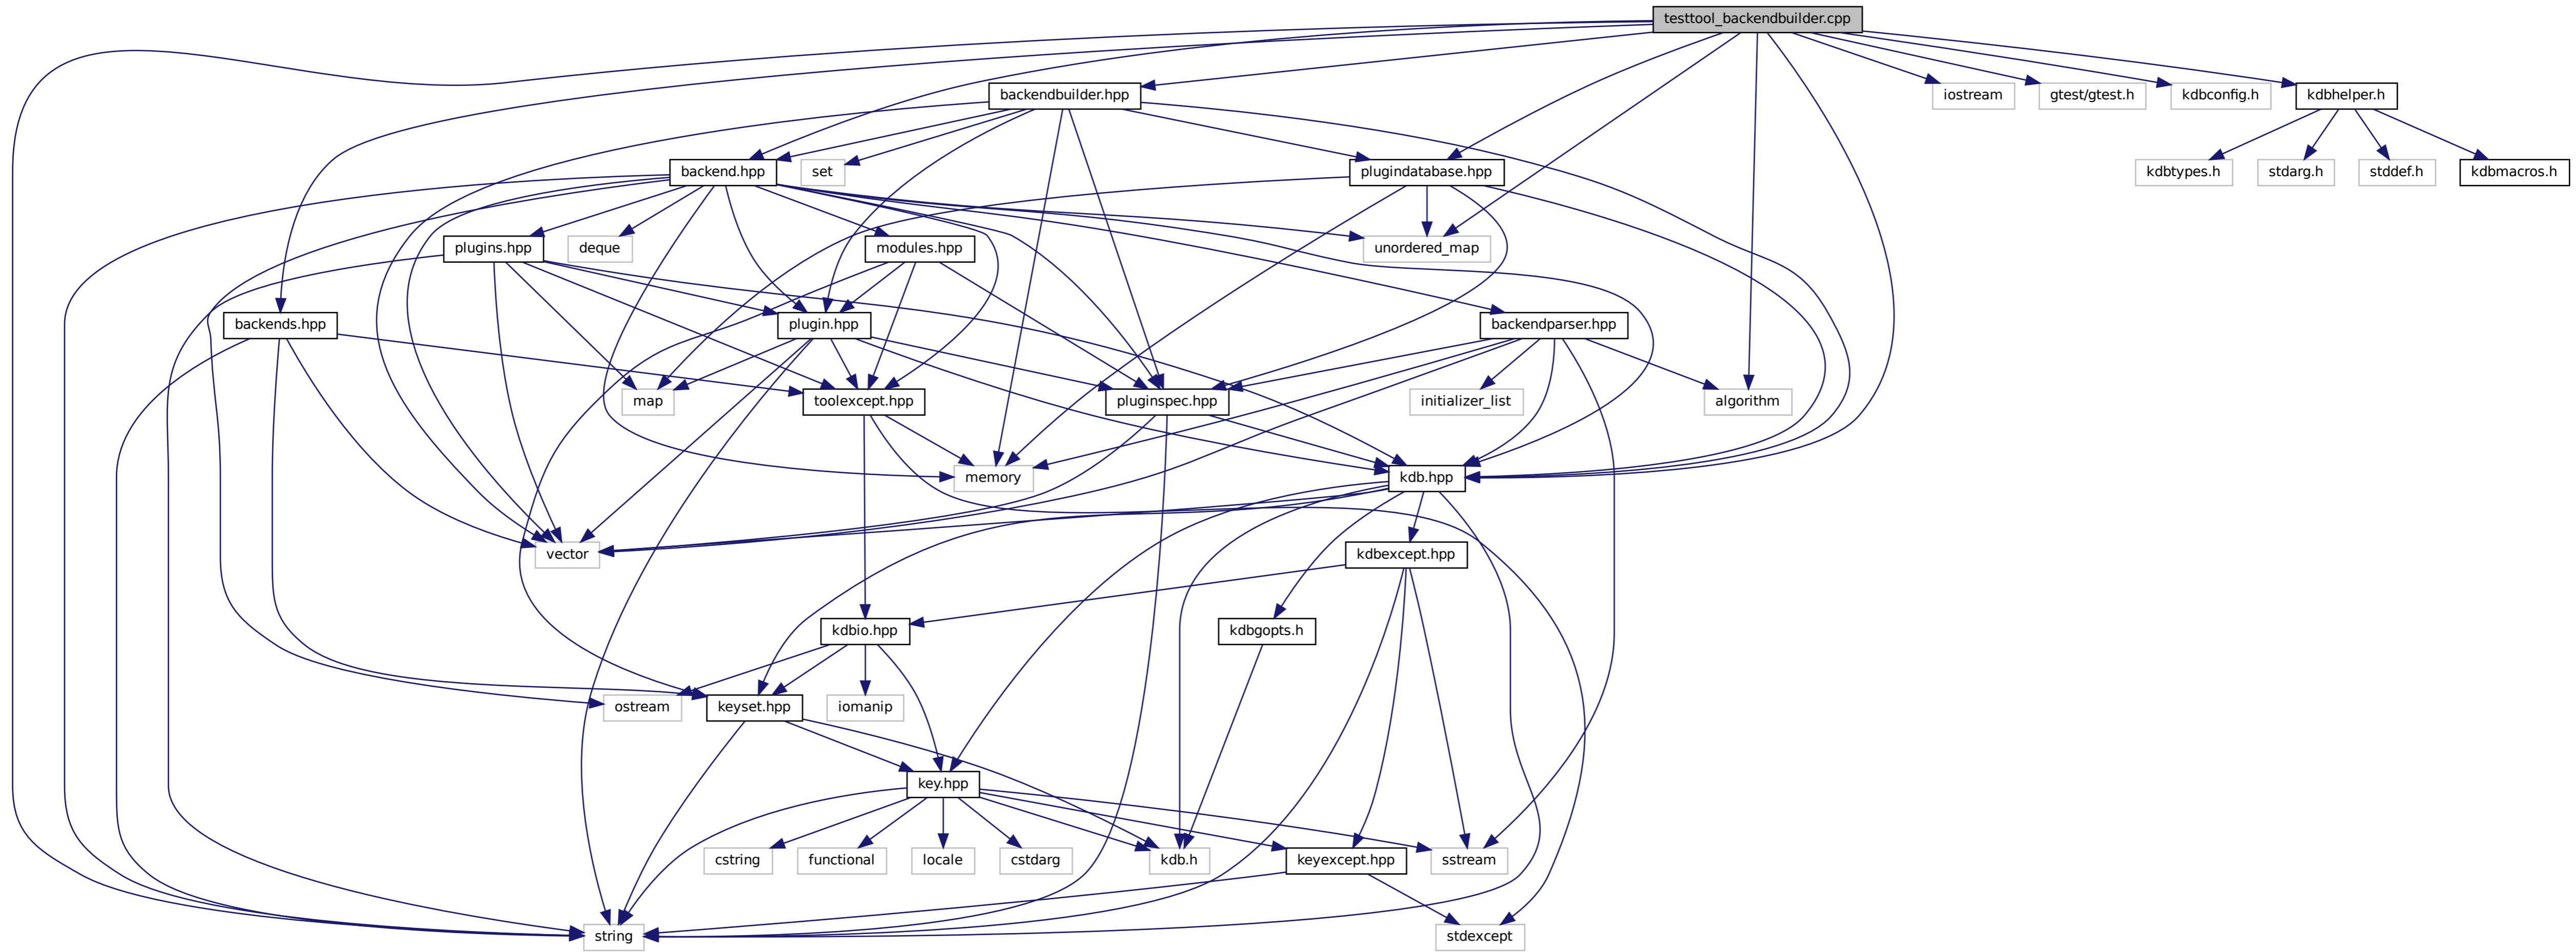 testtool_backendbuilder.cpp
backendbuilder.hpp
iostream
gtest/gtest.h
kdbconfig.h
kdbhelper.h
backend.hpp
set
plugindatabase.hpp
kdbtypes.h
stdarg.h
stddef.h
kdbmacros.h
plugins.hpp
deque
modules.hpp
unordered_map
backends.hpp
plugin.hpp
backendparser.hpp
map
toolexcept.hpp
pluginspec.hpp
initializer_list
algorithm
memory
kdb.hpp
vector
kdbexcept.hpp
kdbio.hpp
kdbgopts.h
ostream
keyset.hpp
iomanip
key.hpp
cstring
functional
locale
cstdarg
kdb.h
keyexcept.hpp
sstream
string
stdexcept